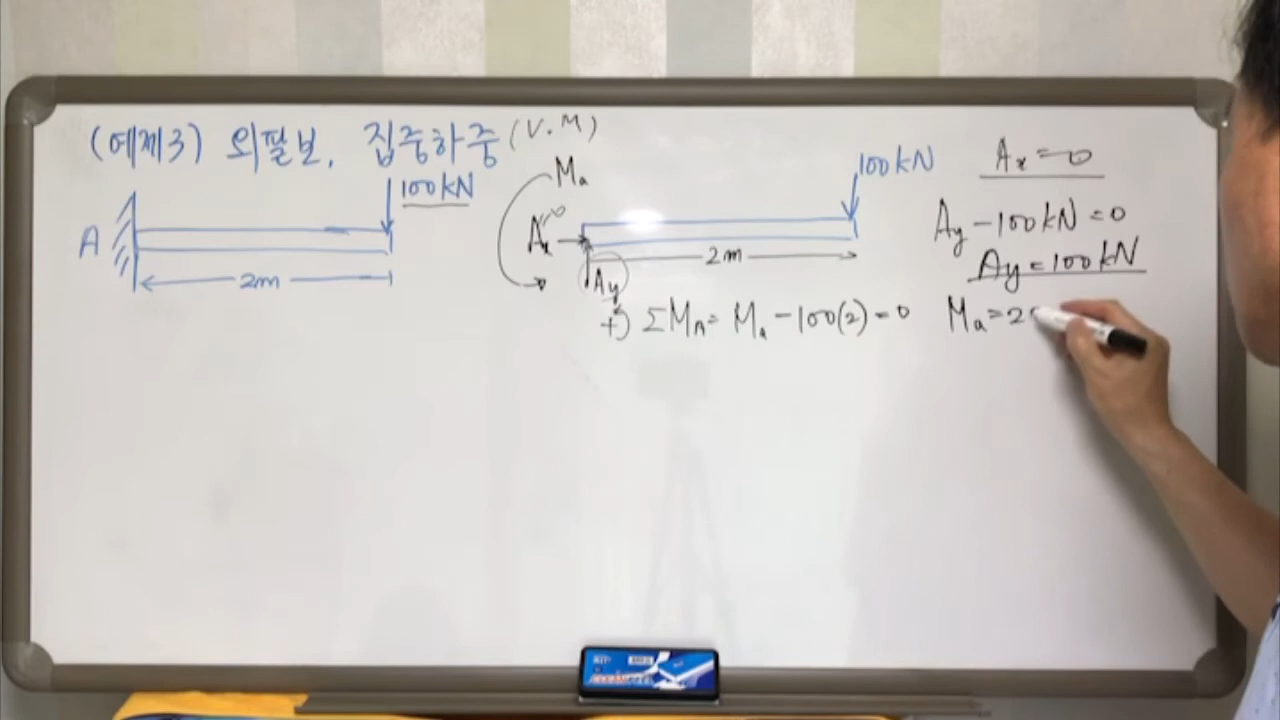 (예제3) 외팔보, 집중하중 (V.M)
100kN
A
2m
Ma
Ax 0
Ay
100kN
2m
+) ΣMA = Ma - 100(2) = 0
Ax = 0
Ay - 100kN = 0
Ay = 100kN
Ma = 2